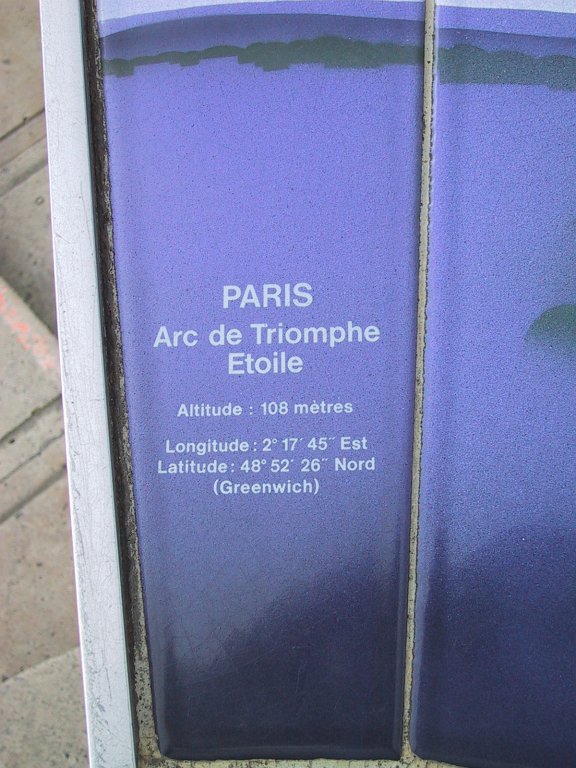 PARIS
Arc de Triomphe
Etoile
Altitude : 108 mètres
Longitude : 2° 17′ 45″ Est
Latitude : 48° 52′ 26″ Nord
(Greenwich)